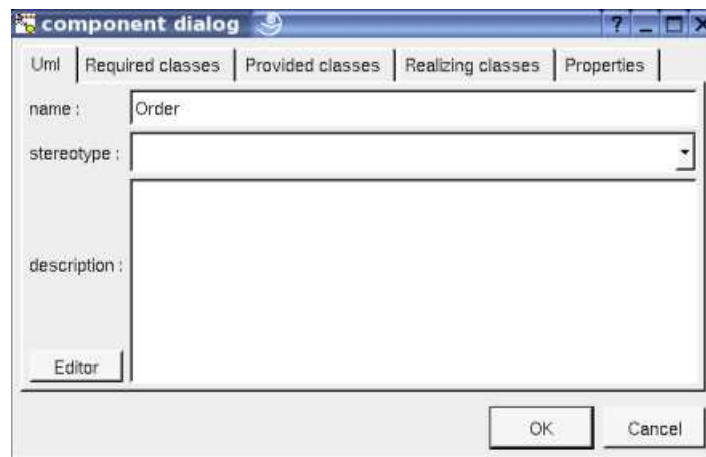 component dialog
Uml Required classes Provided classes Realizing classes Properties
name : Order
stereotype :
description :
Editor
OK Cancel